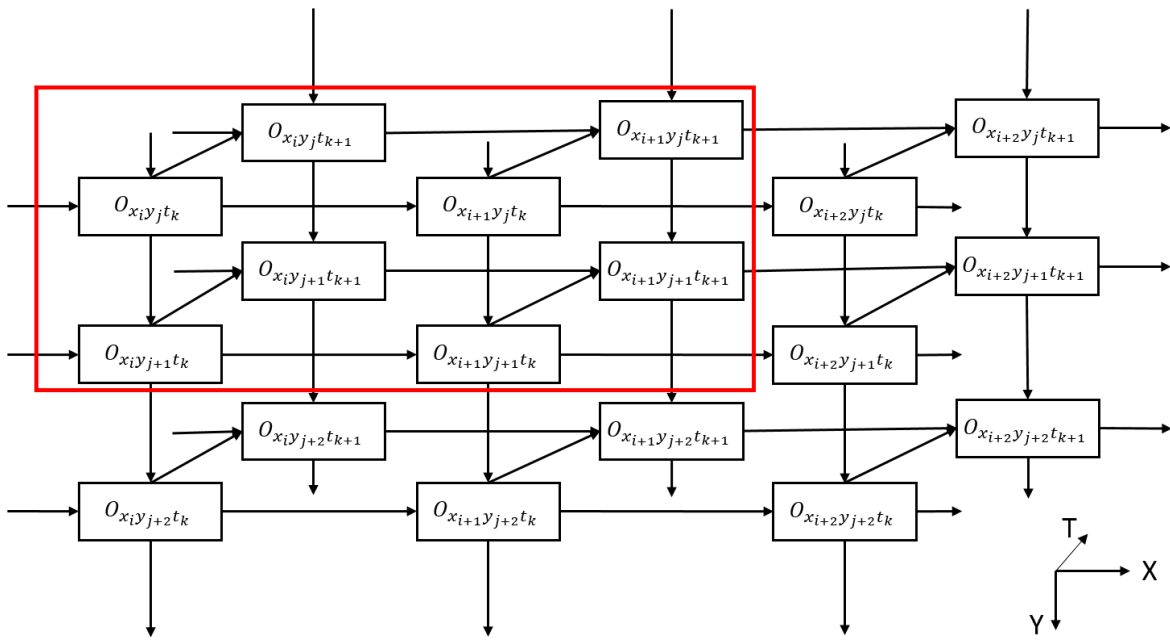 O_{x_i y_j t_{k+1}} O_{x_{i+1} y_j t_{k+1}} O_{x_{i+2} y_j t_{k+1}}
O_{x_i y_j t_k} O_{x_{i+1} y_j t_k} O_{x_{i+2} y_j t_k}
O_{x_i y_{j+1} t_{k+1}} O_{x_{i+1} y_{j+1} t_{k+1}} O_{x_{i+2} y_{j+1} t_{k+1}}
O_{x_i y_{j+1} t_k} O_{x_{i+1} y_{j+1} t_k} O_{x_{i+2} y_{j+1} t_k}
O_{x_i y_{j+2} t_{k+1}} O_{x_{i+1} y_{j+2} t_{k+1}} O_{x_{i+2} y_{j+2} t_{k+1}}
O_{x_i y_{j+2} t_k} O_{x_{i+1} y_{j+2} t_k} O_{x_{i+2} y_{j+2} t_k}
T
X
Y